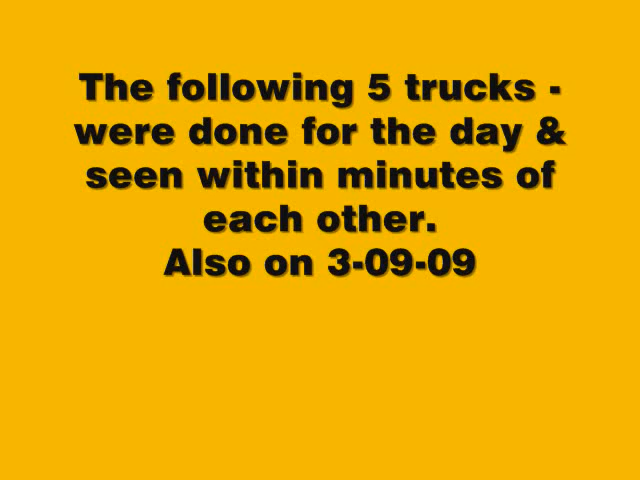 The following 5 trucks -
were done for the day &
seen within minutes of
each other.
Also on 3-09-09